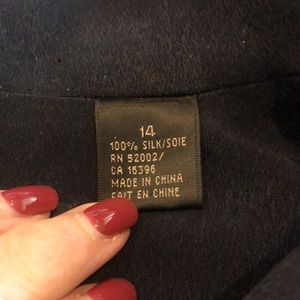 14
100% SILK/SOIE
RN 52002/
CA 16396
MADE IN CHINA
FAIT EN CHINE